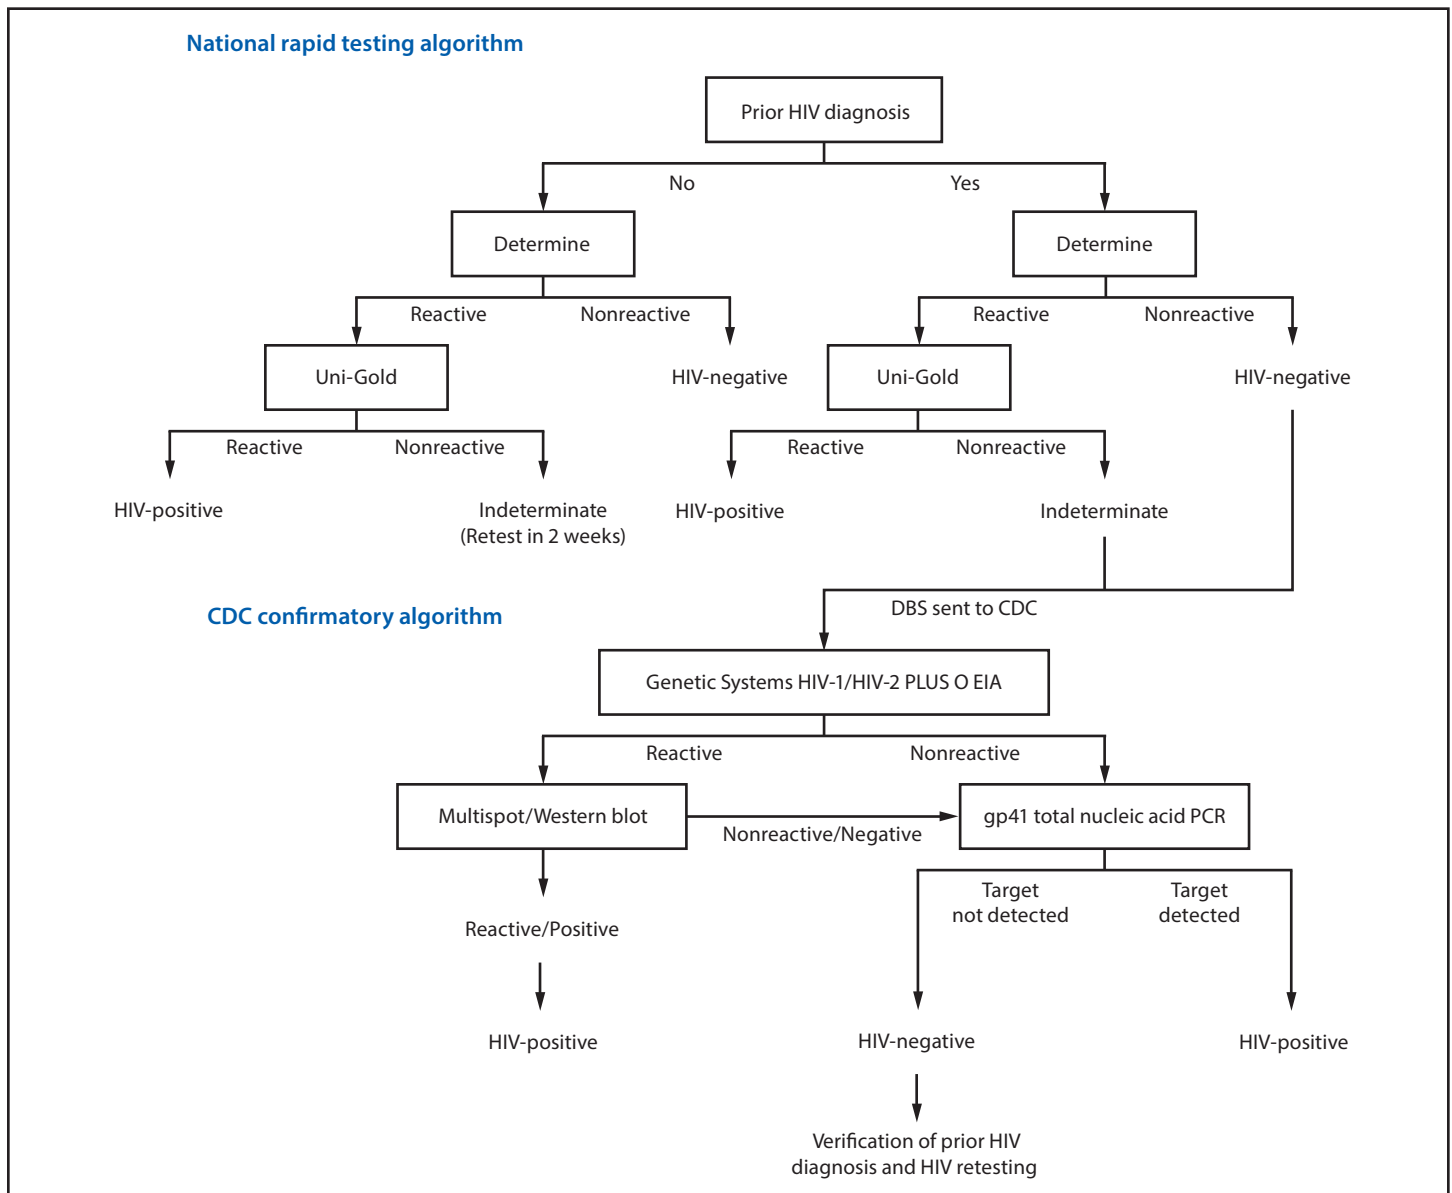 National rapid testing algorithm
Prior HIV diagnosis
No
Yes
Determine
Determine
Reactive
Nonreactive
Reactive
Nonreactive
Uni-Gold
HIV-negative
Uni-Gold
HIV-negative
Reactive
Nonreactive
Reactive
Nonreactive
HIV-positive
Indeterminate
(Retest in 2 weeks)
HIV-positive
Indeterminate
CDC confirmatory algorithm
DBS sent to CDC
Genetic Systems HIV-1/HIV-2 PLUS O EIA
Reactive
Nonreactive
Multispot/Western blot
Nonreactive/Negative
gp41 total nucleic acid PCR
Target
not detected
Target
detected
Reactive/Positive
HIV-positive
HIV-negative
HIV-positive
Verification of prior HIV
diagnosis and HIV retesting